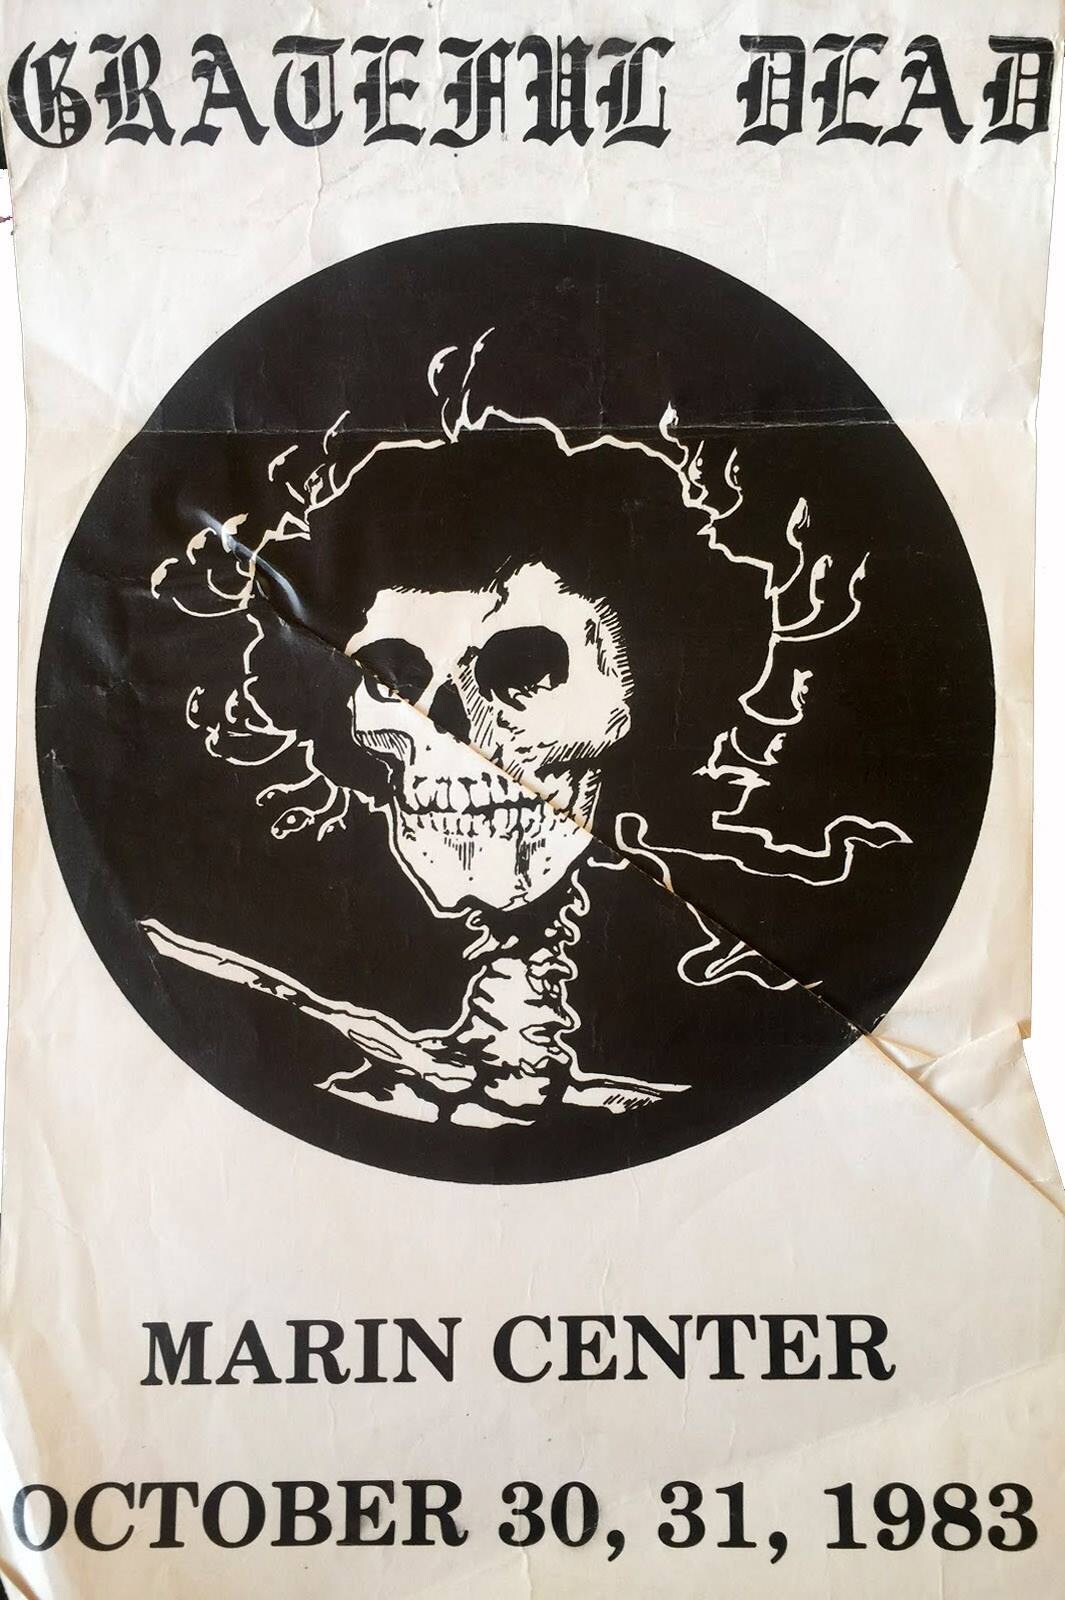 GRATEFUL DEAD
MARIN CENTER
OCTOBER 30, 31, 1983